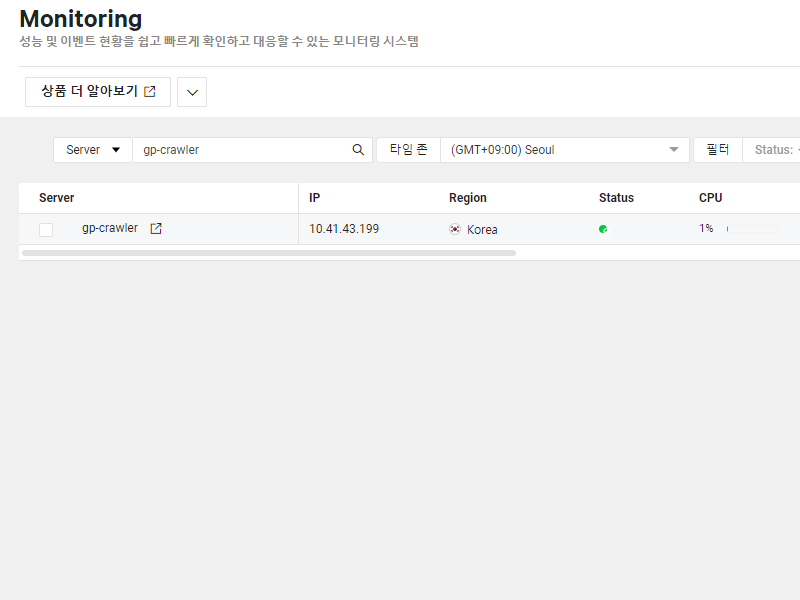 Monitoring
성능 및 이벤트 현황을 쉽고 빠르게 확인하고 대응할 수 있는 모니터링 시스템
상품 더 알아보기
Server gp-crawler 타임 존 (GMT+09:00) Seoul 필터 Status:
Server IP Region Status CPU
gp-crawler 10.41.43.199 Korea 1%